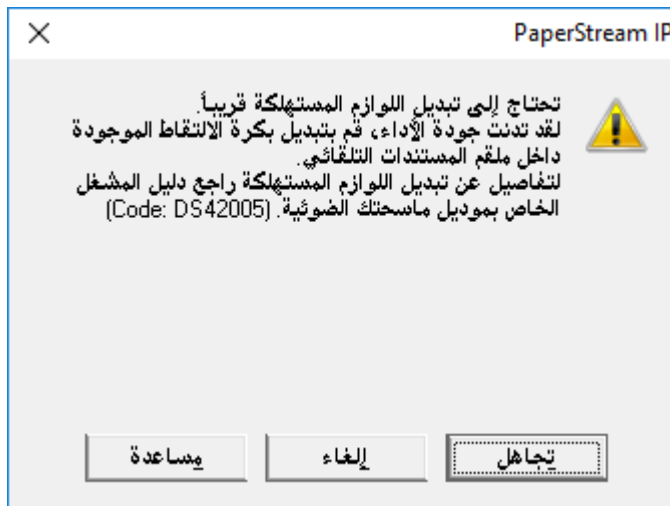 PaperStream IP
تحتاج إلى تبديل اللوازم المستهلكة قريباً.
لقد تدنت جودة الأداء، قم بتبديل بكرة الالتقاط الموجودة
داخل ملقم المستندات التلقائي.
لتفاصيل عن تبديل اللوازم المستهلكة راجع دليل المشغل
الخاص بموديل ماسحتك الضوئية. (Code: DS42005)
تجاهل
إلغاء
مساعدة